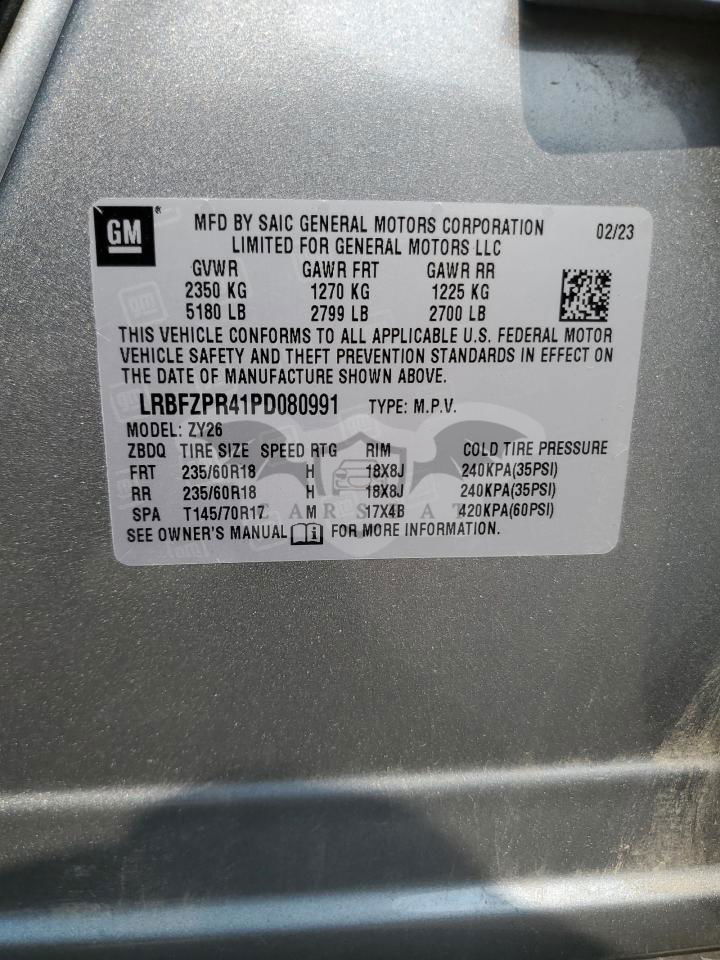 GM
MFD BY SAIC GENERAL MOTORS CORPORATION 02/23
LIMITED FOR GENERAL MOTORS LLC
GVWR GAWR FRT GAWR RR
2350 KG 1270 KG 1225 KG
5180 LB 2799 LB 2700 LB
THIS VEHICLE CONFORMS TO ALL APPLICABLE U.S. FEDERAL MOTOR
VEHICLE SAFETY AND THEFT PREVENTION STANDARDS IN EFFECT ON
THE DATE OF MANUFACTURE SHOWN ABOVE.
LRBFZPR41PD080991 TYPE: M.P.V.
MODEL: ZY26
ZBDQ TIRE SIZE SPEED RTG RIM COLD TIRE PRESSURE
FRT 235/60R18 H 18X8J 240KPA(35PSI)
RR 235/60R18 H 18X8J 240KPA(35PSI)
SPA T145/70R17 M 17X4B 420KPA(60PSI)
SEE OWNER'S MANUAL i FOR MORE INFORMATION.